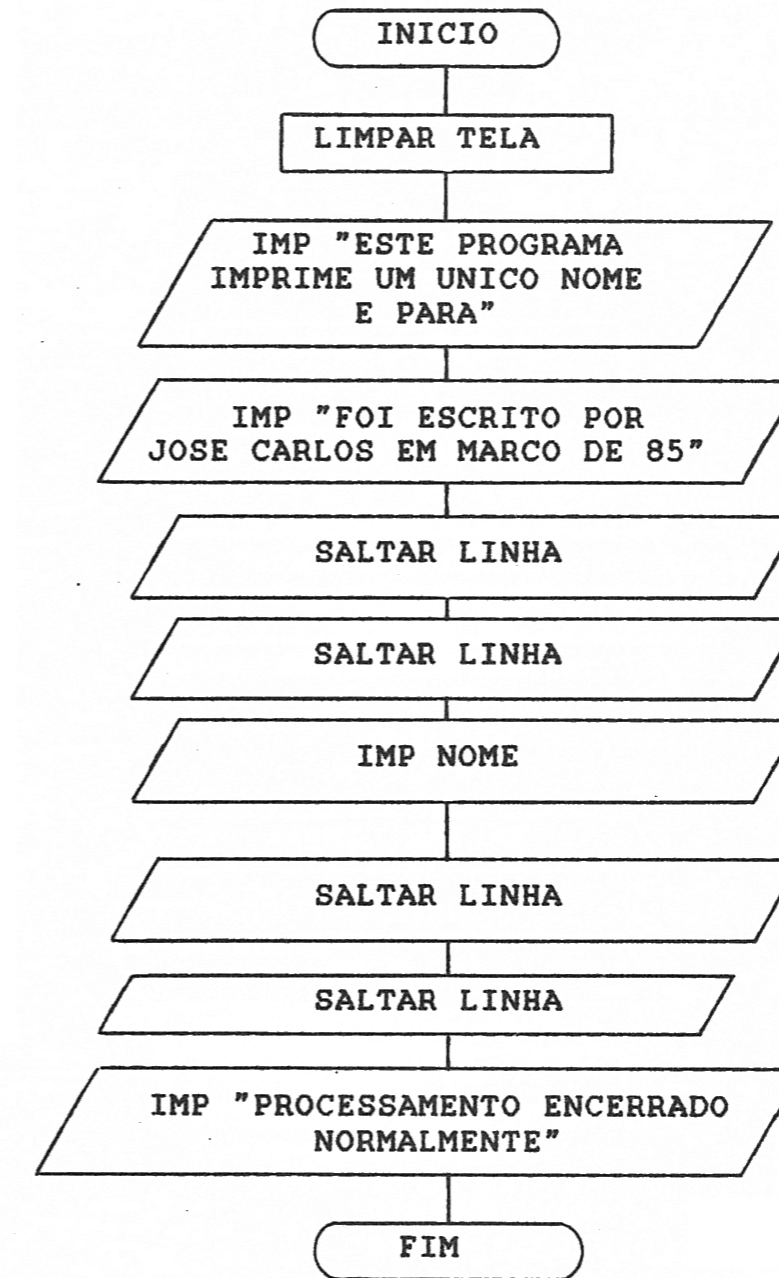 INICIO
LIMPAR TELA
IMP "ESTE PROGRAMA
IMPRIME UM UNICO NOME
E PARA"
IMP "FOI ESCRITO POR
JOSE CARLOS EM MARCO DE 85"
SALTAR LINHA
SALTAR LINHA
IMP NOME
SALTAR LINHA
SALTAR LINHA
IMP "PROCESSAMENTO ENCERRADO
NORMALMENTE"
FIM